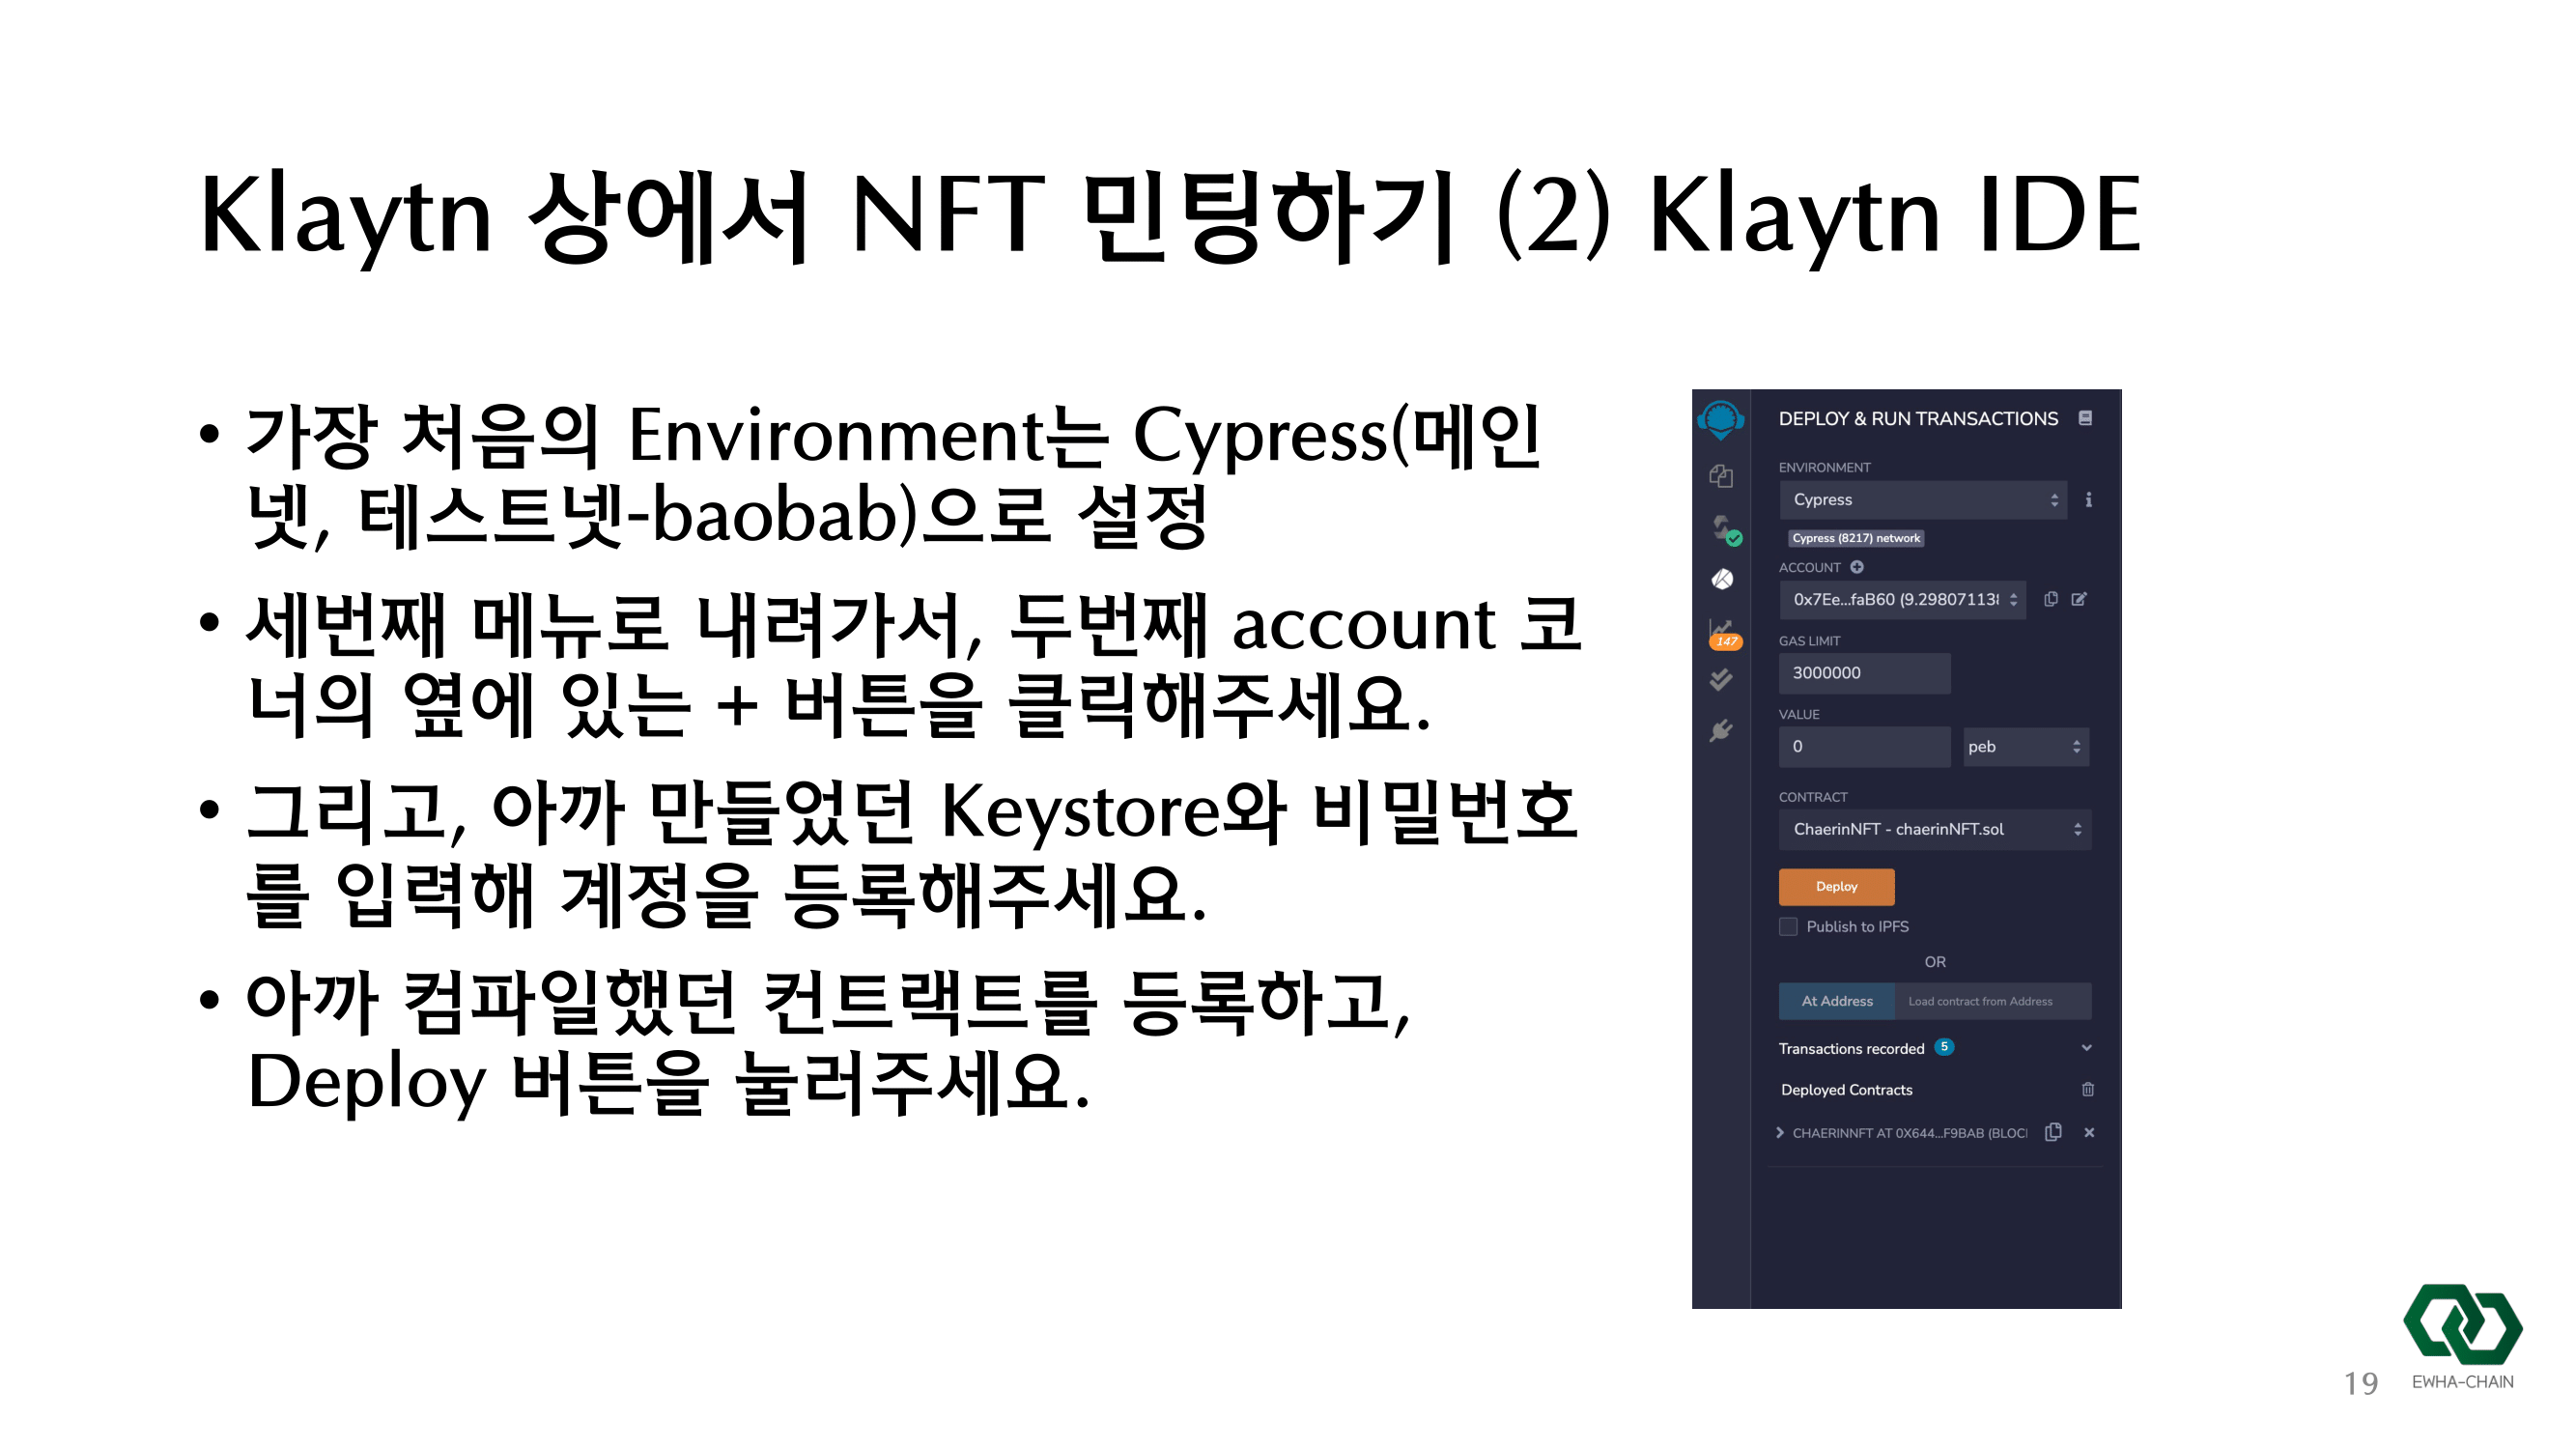 Klaytn 상에서 NFT 민팅하기 (2) Klaytn IDE
• 가장 처음의 Environment는 Cypress(메인
넷, 테스트넷-baobab)으로 설정
• 세번째 메뉴로 내려가서, 두번째 account 코
너의 옆에 있는 + 버튼을 클릭해주세요.
• 그리고, 아까 만들었던 Keystore와 비밀번호
를 입력해 계정을 등록해주세요.
• 아까 컴파일했던 컨트랙트를 등록하고,
Deploy 버튼을 눌러주세요.
DEPLOY & RUN TRANSACTIONS
ENVIRONMENT
Cypress
Cypress (8217) network
ACCOUNT
0x7Ee...faB60 (9.29807113
147
GAS LIMIT
3000000
VALUE
0
peb
CONTRACT
ChaerinNFT - chaerinNFT.sol
Deploy
Publish to IPFS
OR
At Address
Load contract from Address
Transactions recorded 5
Deployed Contracts
CHAERINNFT AT 0X644...F9BAB (BLOC
19
EWHA-CHAIN